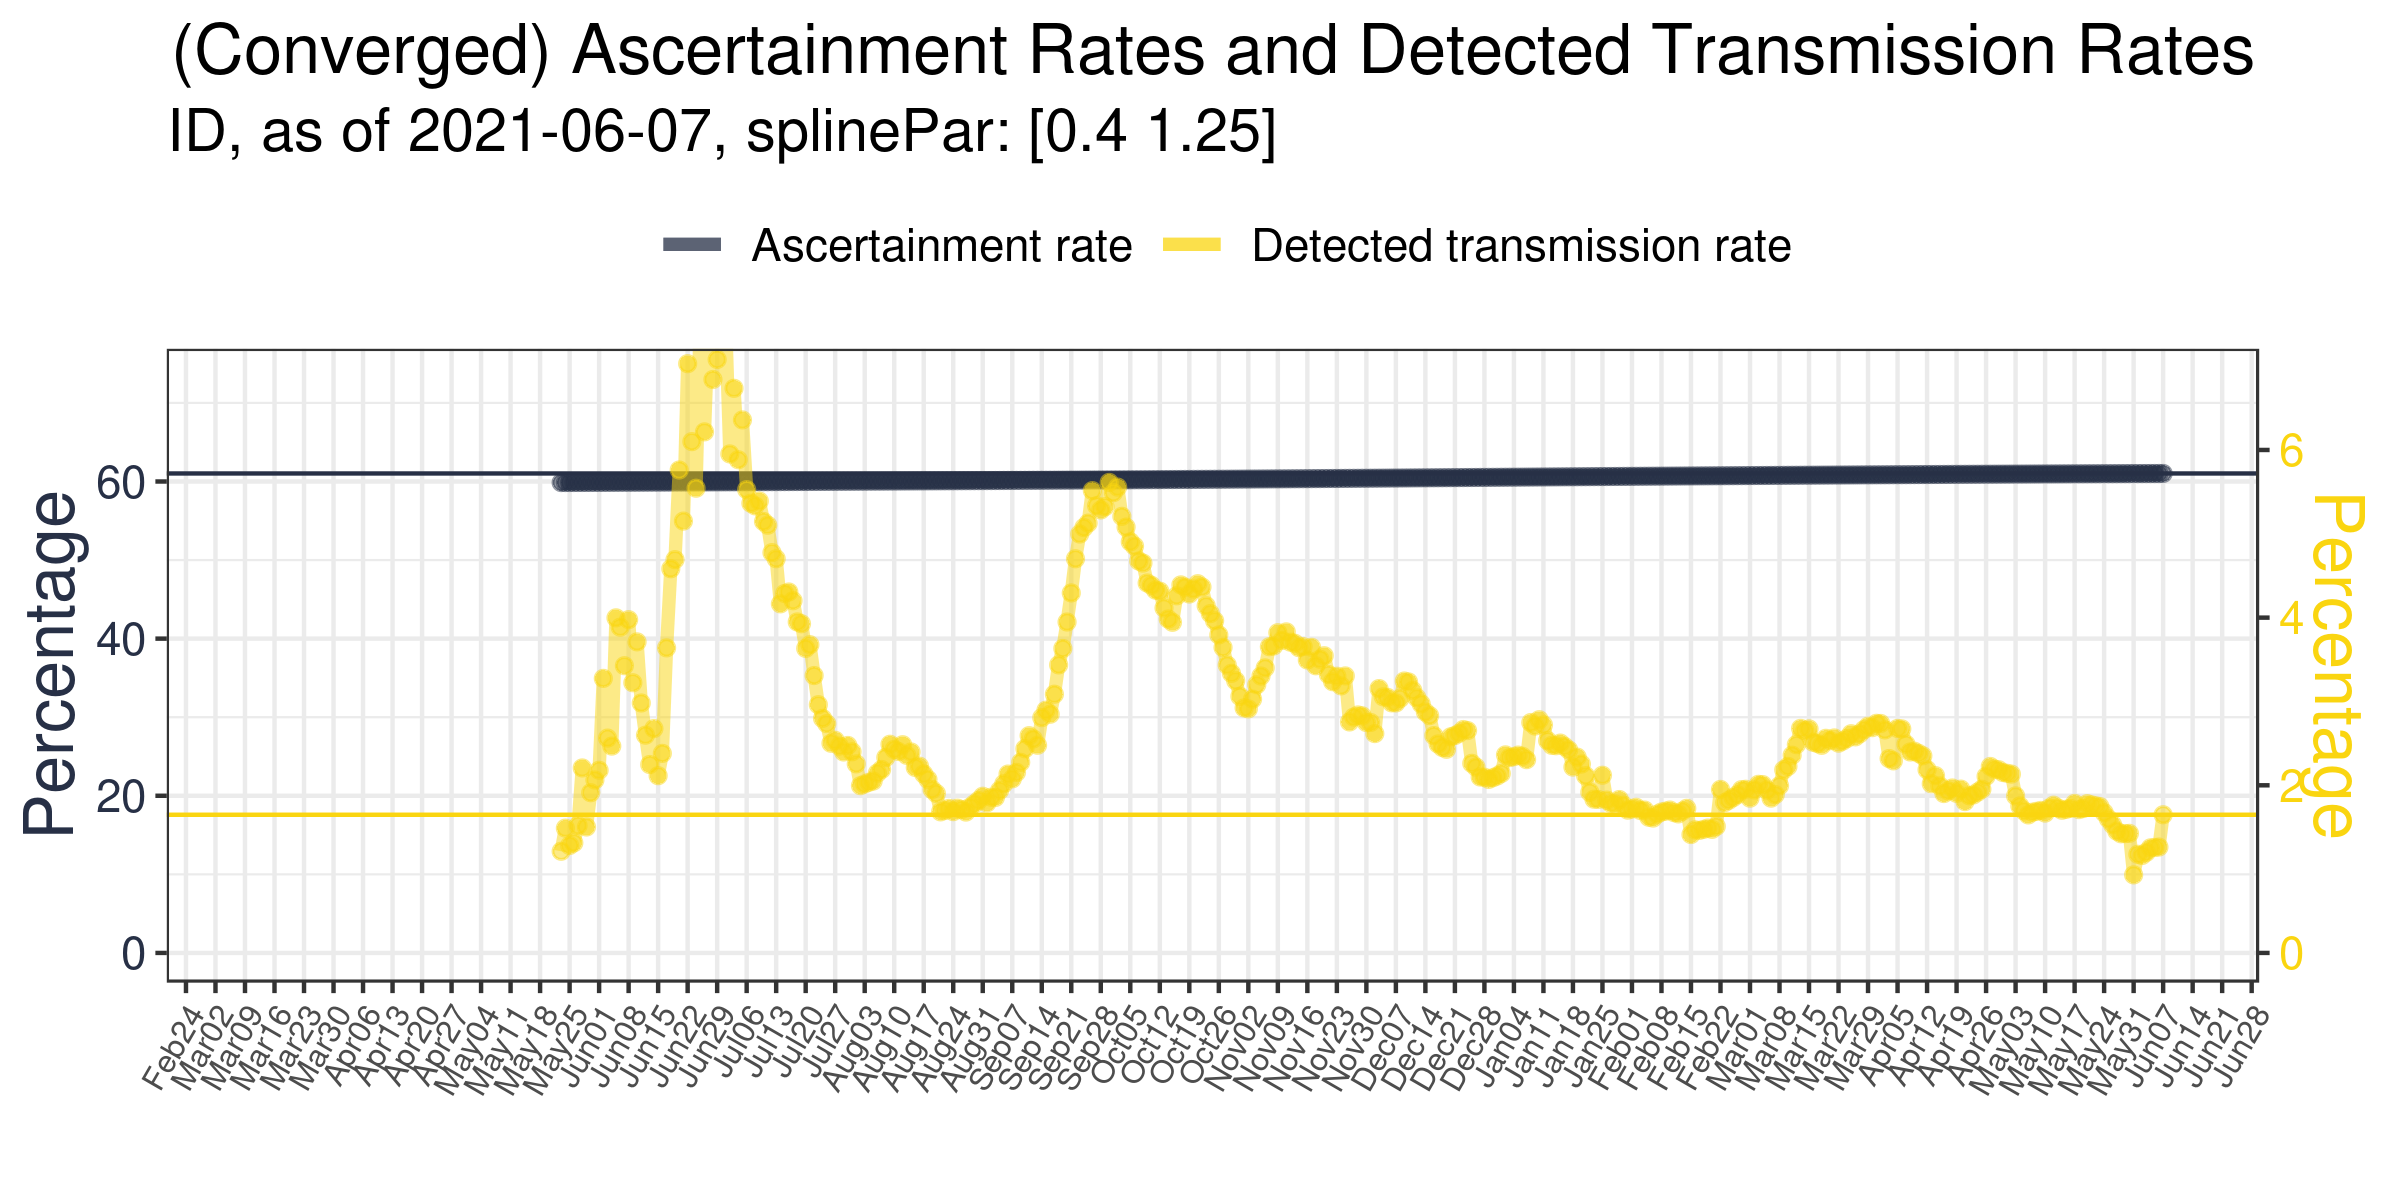 (Converged) Ascertainment Rates and Detected Transmission Rates
ID, as of 2021-06-07, splinePar: [0.4 1.25]
Ascertainment rate
Detected transmission rate
Percentage
60
40
20
0
6
4
2
0
Percentage
Feb24
Mar02
Mar09
Mar16
Mar23
Mar30
Apr06
Apr13
Apr20
Apr27
May04
May11
May18
May25
Jun01
Jun08
Jun15
Jun22
Jun29
Jul06
Jul13
Jul20
Jul27
Aug03
Aug10
Aug17
Aug24
Aug31
Sep07
Sep14
Sep21
Sep28
Oct05
Oct12
Oct19
Oct26
Nov02
Nov09
Nov16
Nov23
Nov30
Dec07
Dec14
Dec21
Dec28
Jan04
Jan11
Jan18
Jan25
Feb01
Feb08
Feb15
Feb22
Mar01
Mar08
Mar15
Mar22
Mar29
Apr05
Apr12
Apr19
Apr26
May03
May10
May17
May24
May31
Jun07
Jun14
Jun21
Jun28